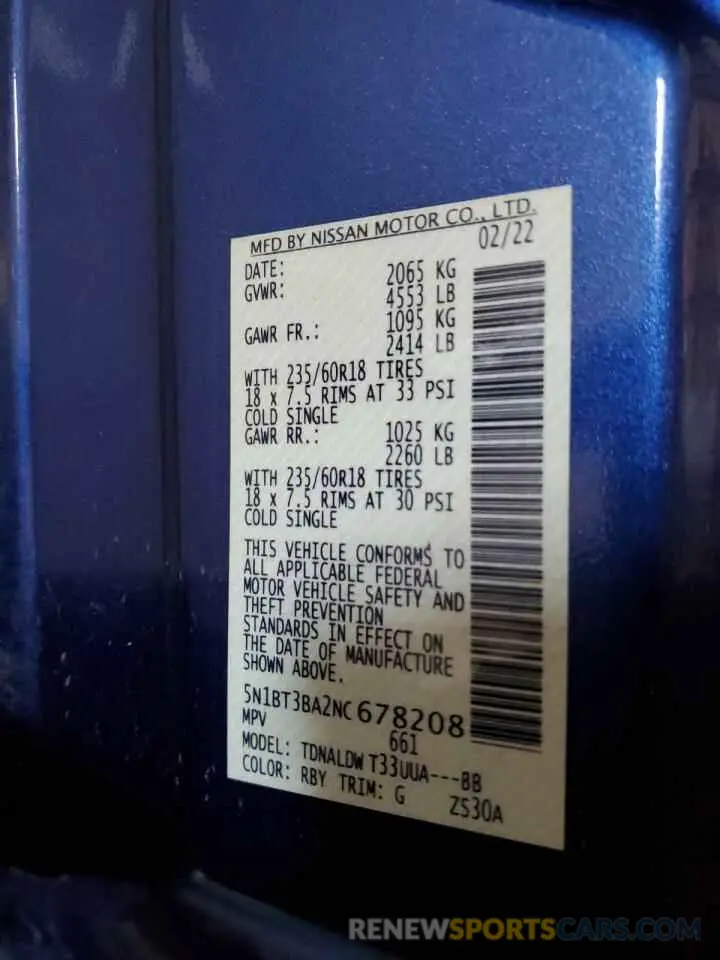 MFD BY NISSAN MOTOR CO., LTD.
DATE: 02/22
GVWR: 2065 KG
4553 LB
GAWR FR.: 1095 KG
2414 LB
WITH 235/60R18 TIRES
18 x 7.5 RIMS AT 33 PSI
COLD SINGLE
GAWR RR.: 1025 KG
2260 LB
WITH 235/60R18 TIRES
18 x 7.5 RIMS AT 30 PSI
COLD SINGLE
THIS VEHICLE CONFORMS TO
ALL APPLICABLE FEDERAL
MOTOR VEHICLE SAFETY AND
THEFT PREVENTION
STANDARDS IN EFFECT ON
THE DATE OF MANUFACTURE
SHOWN ABOVE.
5N1BT3BA2NC678208
MPV 661
MODEL: TDNALDW T33UUA---BB
COLOR: RBY TRIM: G ZS30A
RENEWSPORTSCARS.COM